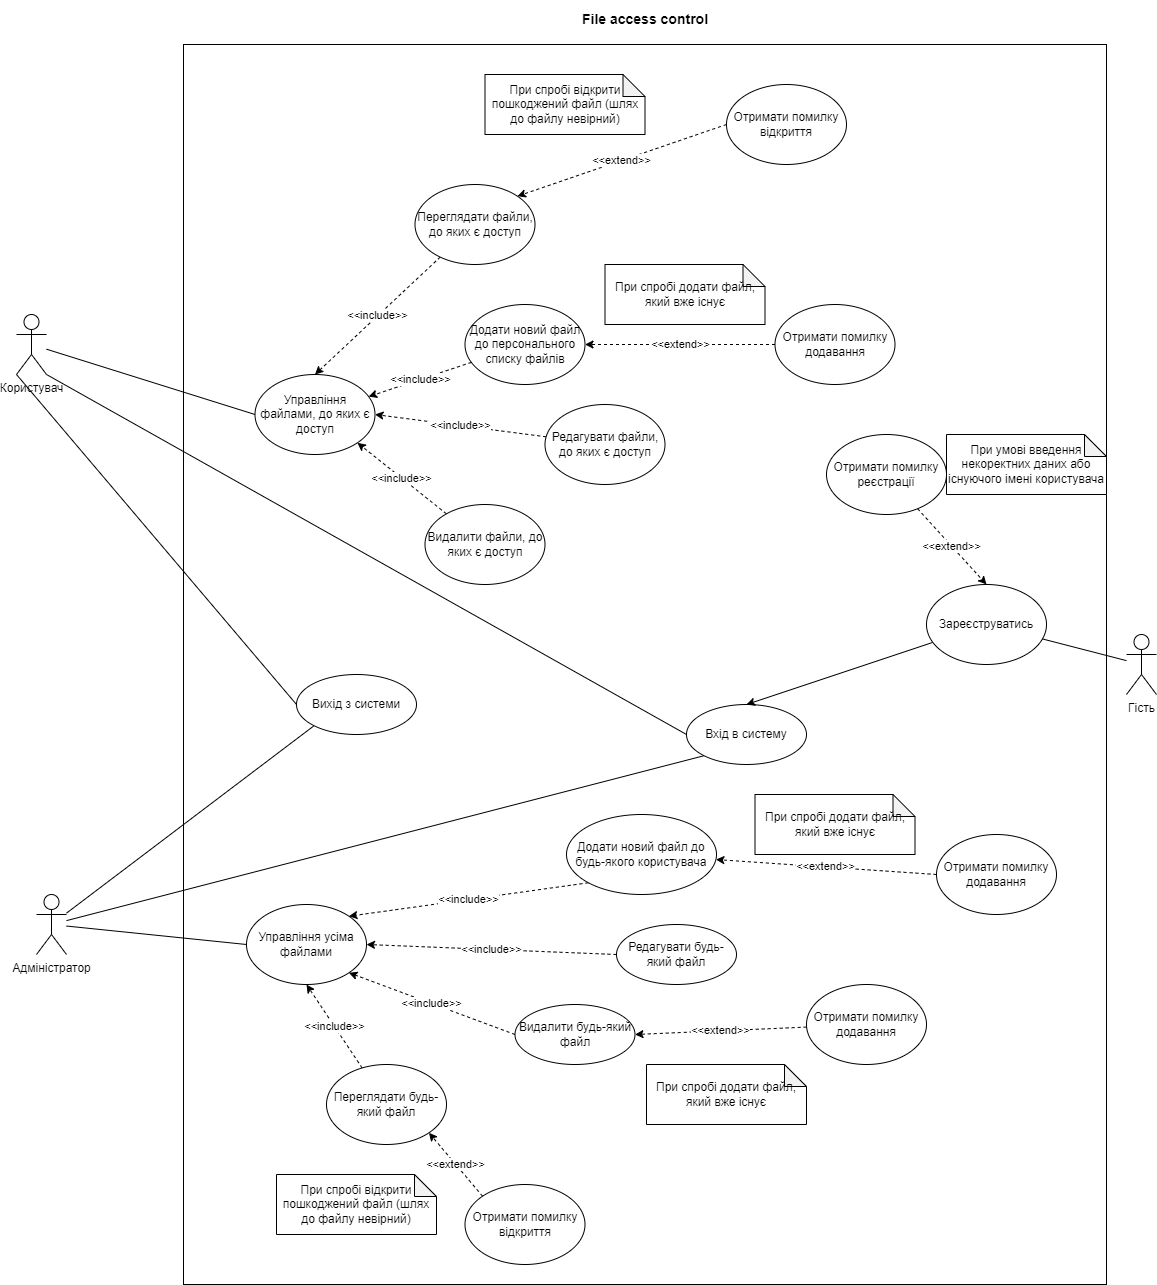 File access control
При спробі відкрити
пошкоджений файл (шлях
до файлу невірний)
Отримати помилку
відкриття
<<extend>>
Переглядати файли,
до яких є доступ
<<include>>
При спробі додати файл,
який вже існує
Додати новий файл
до персонального
списку файлів
<<extend>>
Отримати помилку
додавання
<<include>>
Користувач
Управління
файлами, до яких є
доступ
<<include>>
Редагувати файли,
до яких є доступ
<<include>>
Видалити файли, до
яких є доступ
Отримати помилку
реєстрації
При умові введення
некоректних даних або
існуючого імені користувача
<<extend>>
Зареєструватись
Гість
Вихід з системи
Вхід в систему
При спробі додати файл,
який вже існує
Додати новий файл до
будь-якого користувача
<<extend>>
Отримати помилку
додавання
<<include>>
Адміністратор
Управління усіма
файлами
<<include>>
Редагувати будь-
який файл
<<include>>
Видалити будь-який
файл
<<extend>>
Отримати помилку
додавання
<<include>>
При спробі додати файл,
який вже існує
Переглядати будь-
який файл
<<extend>>
При спробі відкрити
пошкоджений файл (шлях
до файлу невірний)
Отримати помилку
відкриття